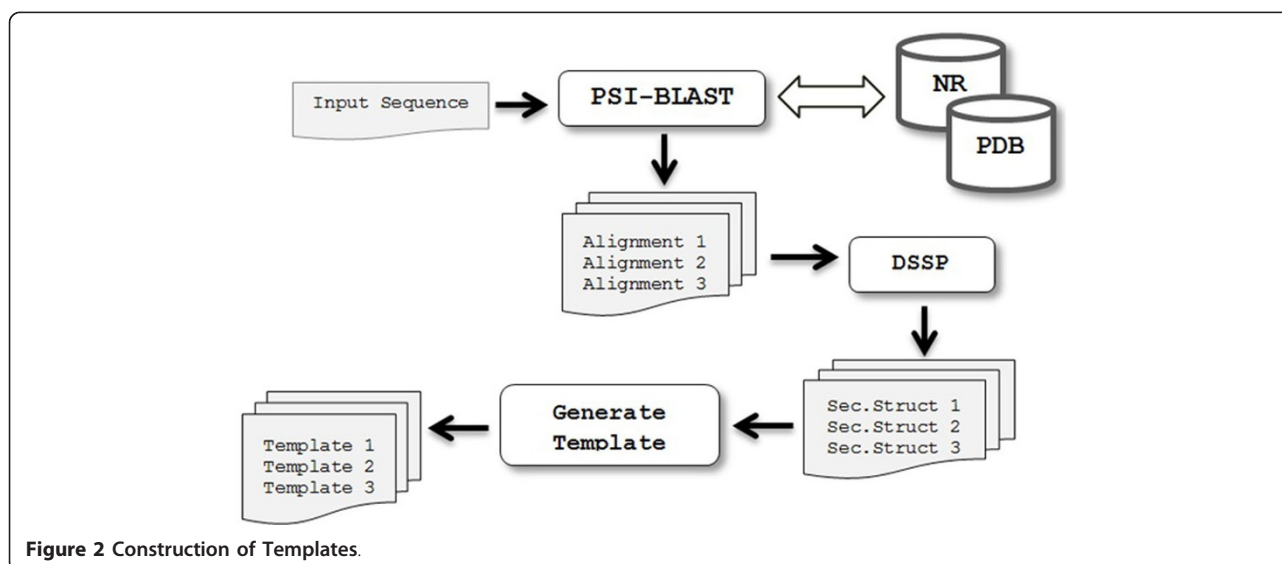 Input Sequence
PSI-BLAST
NR
PDB
Alignment 1
Alignment 2
Alignment 3
DSSP
Sec.Struct 1
Sec.Struct 2
Sec.Struct 3
Generate
Template
Template 1
Template 2
Template 3
Figure 2 Construction of Templates.